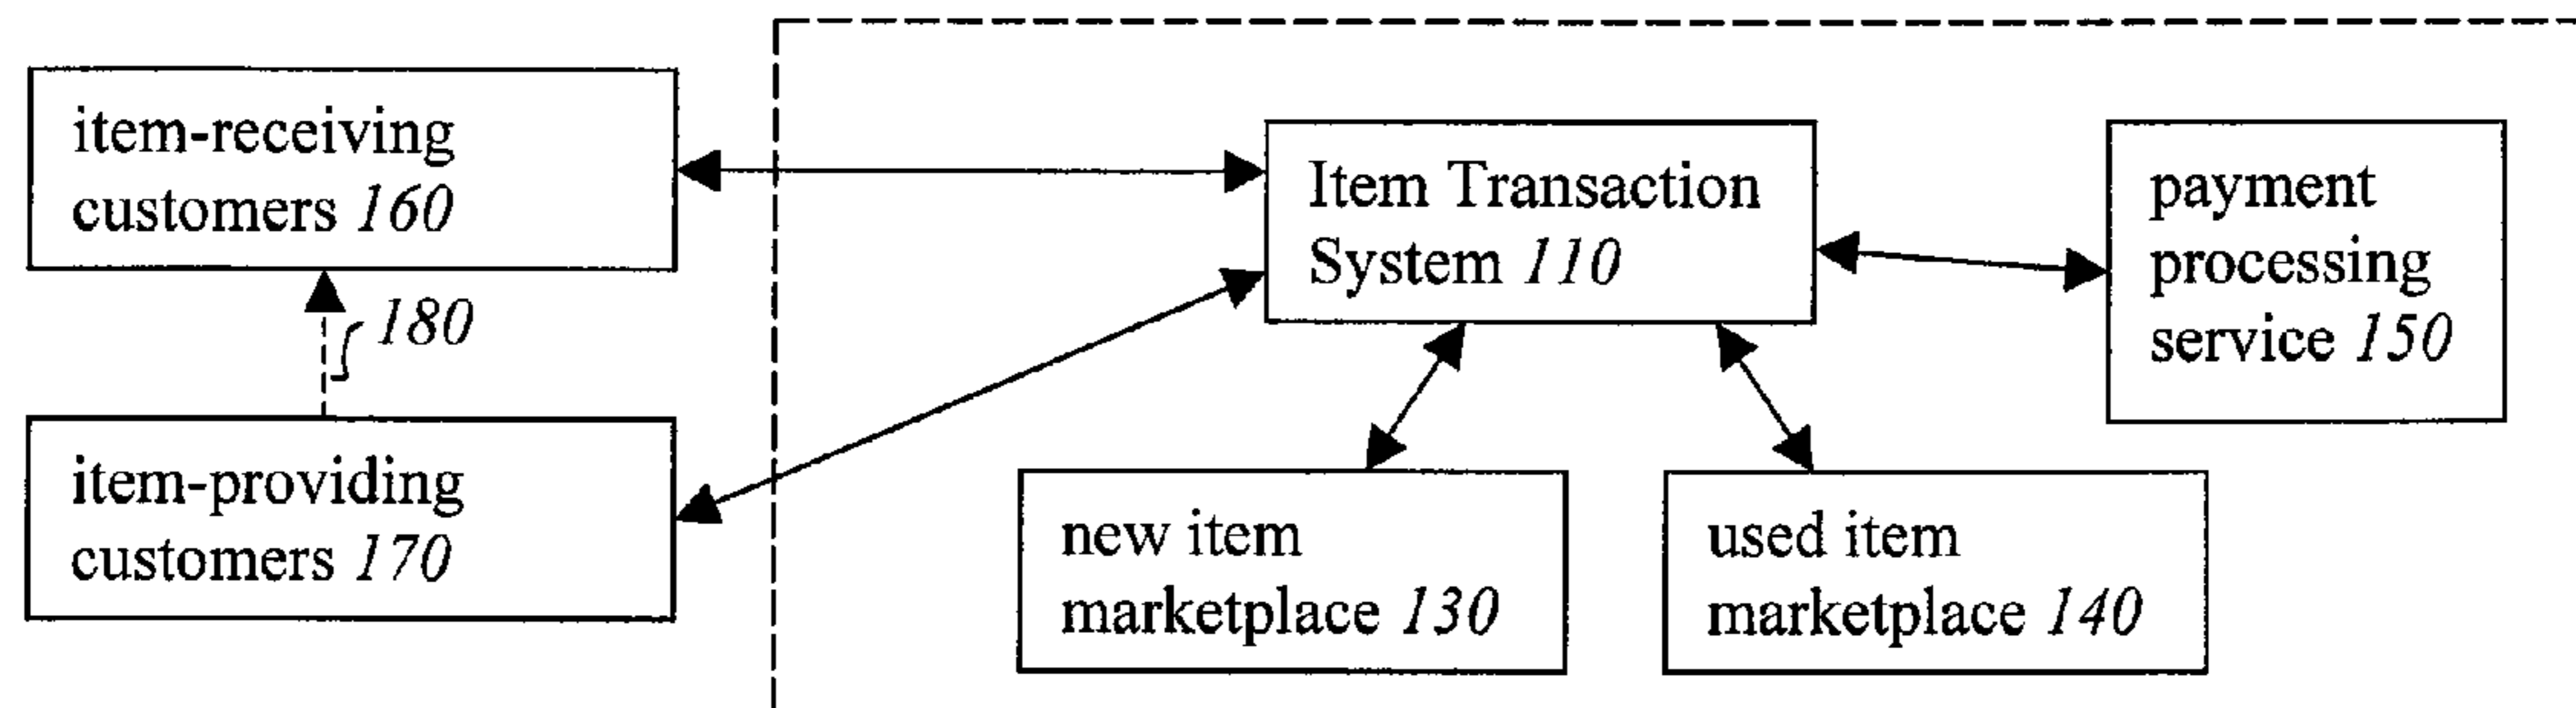 item-receiving
customers 160
180
item-providing
customers 170
Item Transaction
System 110
payment
processing
service 150
new item
marketplace 130
used item
marketplace 140